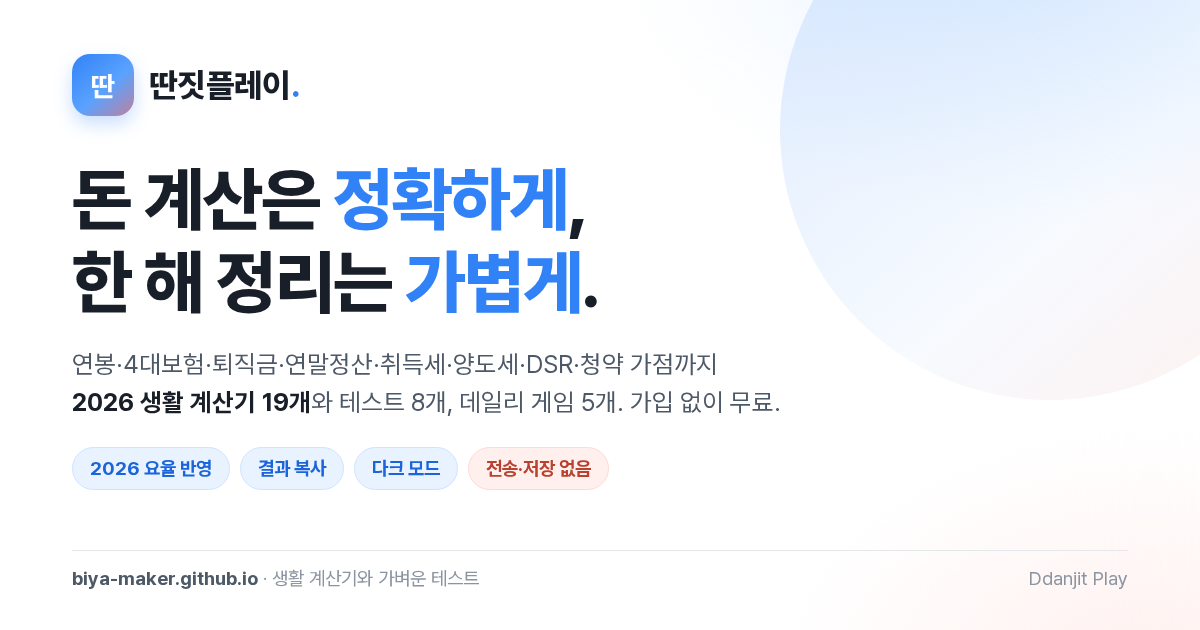 딴
딴짓플레이.
돈 계산은 정확하게,
한 해 정리는 가볍게.
연봉·4대보험·퇴직금·연말정산·취득세·양도세·DSR·청약 가점까지
2026 생활 계산기 19개와 테스트 8개, 데일리 게임 5개. 가입 없이 무료.
2026 요율 반영
결과 복사
다크 모드
전송·저장 없음
biya-maker.github.io · 생활 계산기와 가벼운 테스트
Ddanjit Play